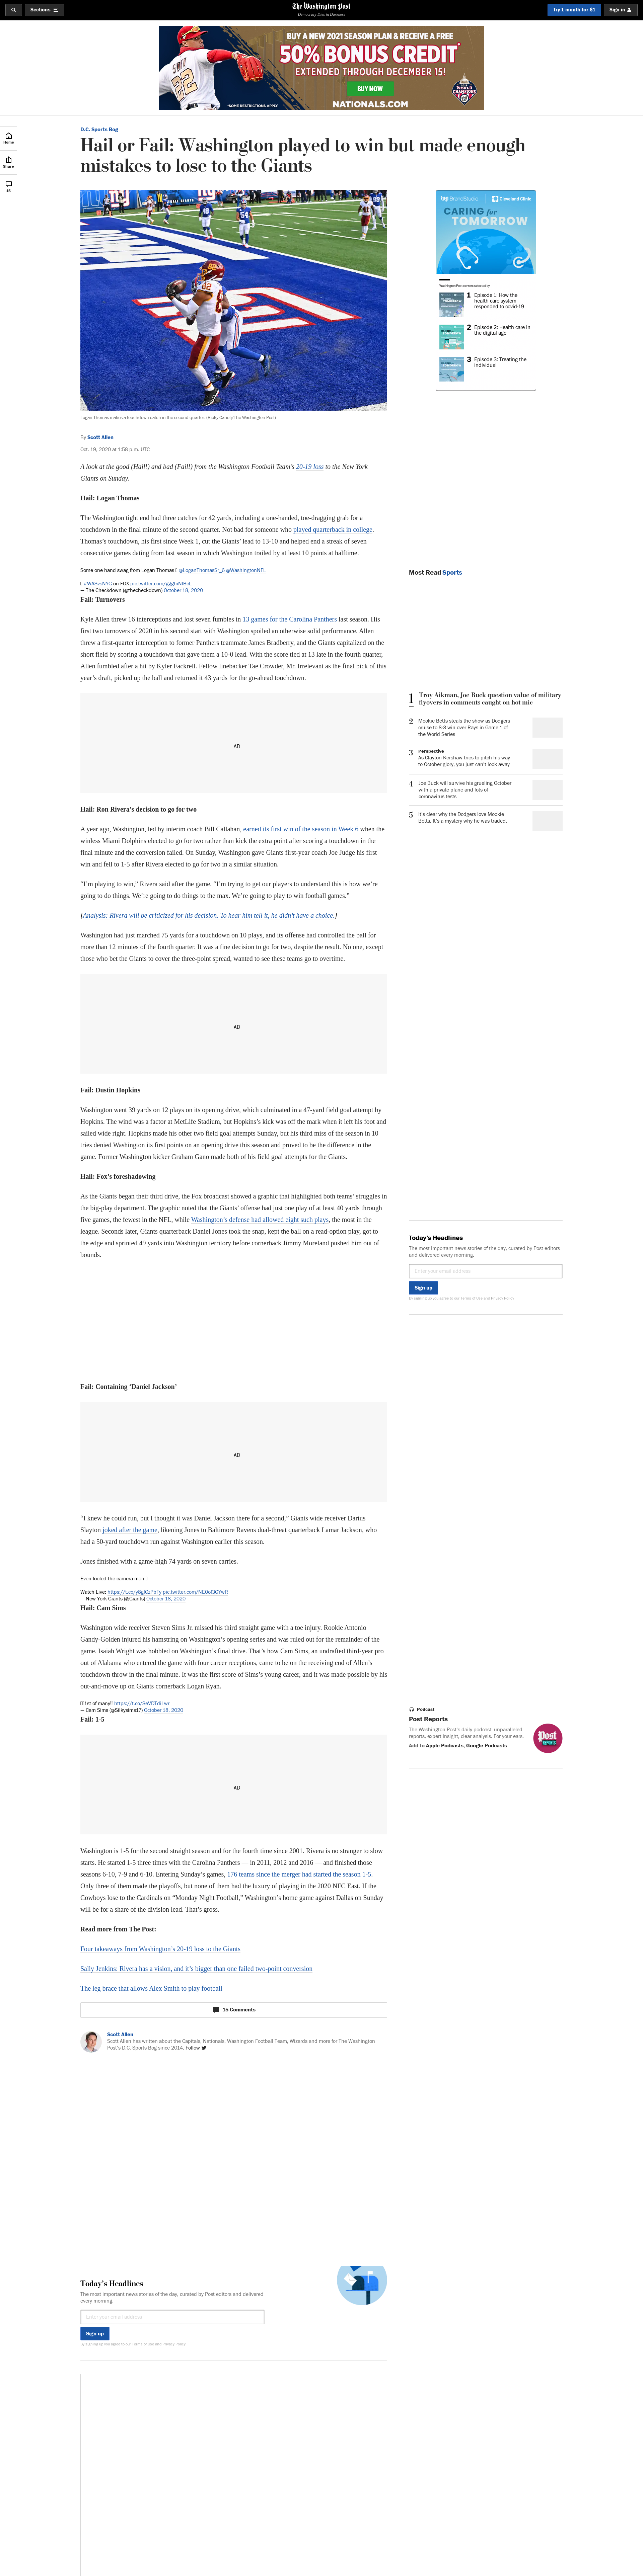 Sections
The Washington Post
Democracy Dies in Darkness
Try 1 month for $1
Sign in
BUY A NEW 2021 SEASON PLAN & RECEIVE A FREE
50% BONUS CREDIT*
EXTENDED THROUGH DECEMBER 15!
BUY NOW
*SOME RESTRICTIONS APPLY.
NATIONALS.COM
Home
Share
15
D.C. Sports Bog
Hail or Fail: Washington played to win but made enough
mistakes to lose to the Giants
Logan Thomas makes a touchdown catch in the second quarter. (Ricky Carioti/The Washington Post)
By Scott Allen
Oct. 19, 2020 at 1:58 p.m. UTC
A look at the good (Hail!) and bad (Fail!) from the Washington Football Team's 20-19 loss to the New York
Giants on Sunday.
Hail: Logan Thomas
The Washington tight end had three catches for 42 yards, including a one-handed, toe-dragging grab for a
touchdown in the final minute of the second quarter. Not bad for someone who played quarterback in college.
Thomas's touchdown, his first since Week 1, cut the Giants' lead to 13-10 and helped end a streak of seven
consecutive games dating from last season in which Washington trailed by at least 10 points at halftime.
Some one hand swag from Logan Thomas @LoganThomasSr_6 @WashingtonNFL
#WASvsNYG on FOX
— The Checkdown (@thecheckdown) October 18, 2020
Fail: Turnovers
Kyle Allen threw 16 interceptions and lost seven fumbles in 13 games for the Carolina Panthers last season. His
first two turnovers of 2020 in his second start with Washington spoiled an otherwise solid performance. Allen
threw a first-quarter interception to former Panthers teammate James Bradberry, and the Giants capitalized on the
short field by scoring a touchdown that gave them a 10-0 lead. With the score tied at 13 late in the fourth quarter,
Allen fumbled after a hit by Kyler Fackrell. Fellow linebacker Tae Crowder, Mr. Irrelevant as the final pick of this
year's draft, picked up the ball and returned it 43 yards for the go-ahead touchdown.
AD
Hail: Ron Rivera's decision to go for two
A year ago, Washington, led by interim coach Bill Callahan, earned its first win of the season in Week 6 when the
winless Miami Dolphins elected to go for two rather than kick the extra point after scoring a touchdown in the
final minute and the conversion failed. On Sunday, Washington gave Giants first-year coach Joe Judge his first
win and fell to 1-5 after Rivera elected to go for two in a similar situation.
"I'm playing to win," Rivera said after the game. "I'm trying to get our players to understand this is how we're
going to do things. We're going to do things to the max. We're going to play to win football games."
[Analysis: Rivera will be criticized for his decision. To hear him tell it, he didn't have a choice.]
Washington had just marched 75 yards for a touchdown on 10 plays, and its offense had controlled the ball for
more than 12 minutes of the fourth quarter. It was a fine decision to go for two, despite the result. No one, except
those who bet the Giants to cover the three-point spread, wanted to see these teams go to overtime.
AD
Fail: Dustin Hopkins
Washington went 39 yards on 12 plays on its opening drive, which culminated in a 47-yard field goal attempt by
Hopkins. The wind was a factor at MetLife Stadium, but Hopkins's kick was off the mark when it left his foot and
sailed wide right. Hopkins made his other two field goal attempts Sunday, but his third miss of the season in 10
tries denied Washington its first points on an opening drive this season and proved to be the difference in the
game. Former Washington kicker Graham Gano made both of his field goal attempts for the Giants.
Hail: Fox's foreshadowing
As the Giants began their third drive, the Fox broadcast showed a graphic that highlighted both teams' struggles in
the big-play department. The graphic noted that the Giants' offense had just one play of at least 40 yards through
five games, the fewest in the NFL, while Washington's defense had allowed eight such plays, the most in the
league. Seconds later, Giants quarterback Daniel Jones took the snap, kept the ball on a read-option play, got to
the edge and sprinted 49 yards into Washington territory before cornerback Jimmy Moreland pushed him out of
bounds.
Fail: Containing 'Daniel Jackson'
AD
"I knew he could run, but I thought it was Daniel Jackson there for a second," Giants wide receiver Darius
Slayton joked after the game, likening Jones to Baltimore Ravens dual-threat quarterback Lamar Jackson, who
had a 50-yard touchdown run against Washington earlier this season.
Jones finished with a game-high 74 yards on seven carries.
Even fooled the camera man
Watch Live:
— New York Giants (@Giants) October 18, 2020
Hail: Cam Sims
Washington wide receiver Steven Sims Jr. missed his third straight game with a toe injury. Rookie Antonio
Gandy-Golden injured his hamstring on Washington's opening series and was ruled out for the remainder of the
game. Isaiah Wright was hobbled on Washington's final drive. That's how Cam Sims, an undrafted third-year pro
out of Alabama who entered the game with two career receptions, came to be on the receiving end of Allen's
touchdown throw in the final minute. It was the first score of Sims's young career, and it was made possible by his
out-and-move-up on Giants cornerback Logan Ryan.
1st of many!!
— Cam Sims (@Silkysims17) October 18, 2020
Fail: 1-5
AD
Washington is 1-5 for the second straight season and for the fourth time since 2001. Rivera is no stranger to slow
starts. He started 1-5 three times with the Carolina Panthers — in 2011, 2012 and 2016 — and finished those
seasons 6-10, 7-9 and 6-10. Entering Sunday's games, 176 teams since the merger had started the season 1-5.
Only three of them made the playoffs, but none of them had the luxury of playing in the 2020 NFC East. If the
Cowboys lose to the Cardinals on "Monday Night Football," Washington's home game against Dallas on Sunday
will be for a share of the division lead. That's gross.
Read more from The Post:
Four takeaways from Washington's 20-19 loss to the Giants
Sally Jenkins: Rivera has a vision, and it's bigger than one failed two-point conversion
The leg brace that allows Alex Smith to play football
15 Comments
Scott Allen
Scott Allen has written about the Capitals, Nationals, Washington Football Team, Wizards and more for The Washington
Post's D.C. Sports Bog since 2014. Follow
Today's Headlines
The most important news stories of the day, curated by Post editors and delivered
every morning.
Enter your email address
Sign up
By signing up you agree to our Terms of Use and Privacy Policy
BrandStudio
Cleveland Clinic
CARING for
TOMORROW
1 Episode 1: How the
health care system
responded to covid-19
2 Episode 2: Health care in
the digital age
3 Episode 3: Treating the
individual
Most Read Sports
1 Troy Aikman, Joe Buck question value of military
flyovers in comments caught on hot mic
2 Mookie Betts steals the show as Dodgers
cruise to 8-3 win over Rays in Game 1 of
the World Series
3 Perspective
As Clayton Kershaw tries to pitch his way
to October glory, you just can't look away
4 Joe Buck will survive his grueling October
with a private plane and lots of
coronavirus tests
5 It's clear why the Dodgers love Mookie
Betts. It's a mystery why he was traded.
Today's Headlines
The most important news stories of the day, curated by Post editors
and delivered every morning.
Enter your email address
Sign up
By signing up you agree to our Terms of Use and Privacy Policy
Podcast
Post Reports
The Washington Post's daily podcast: unparalleled
reports, expert insight, clear analysis. For your ears.
Add to Apple Podcasts, Google Podcasts
Post
REPORTS